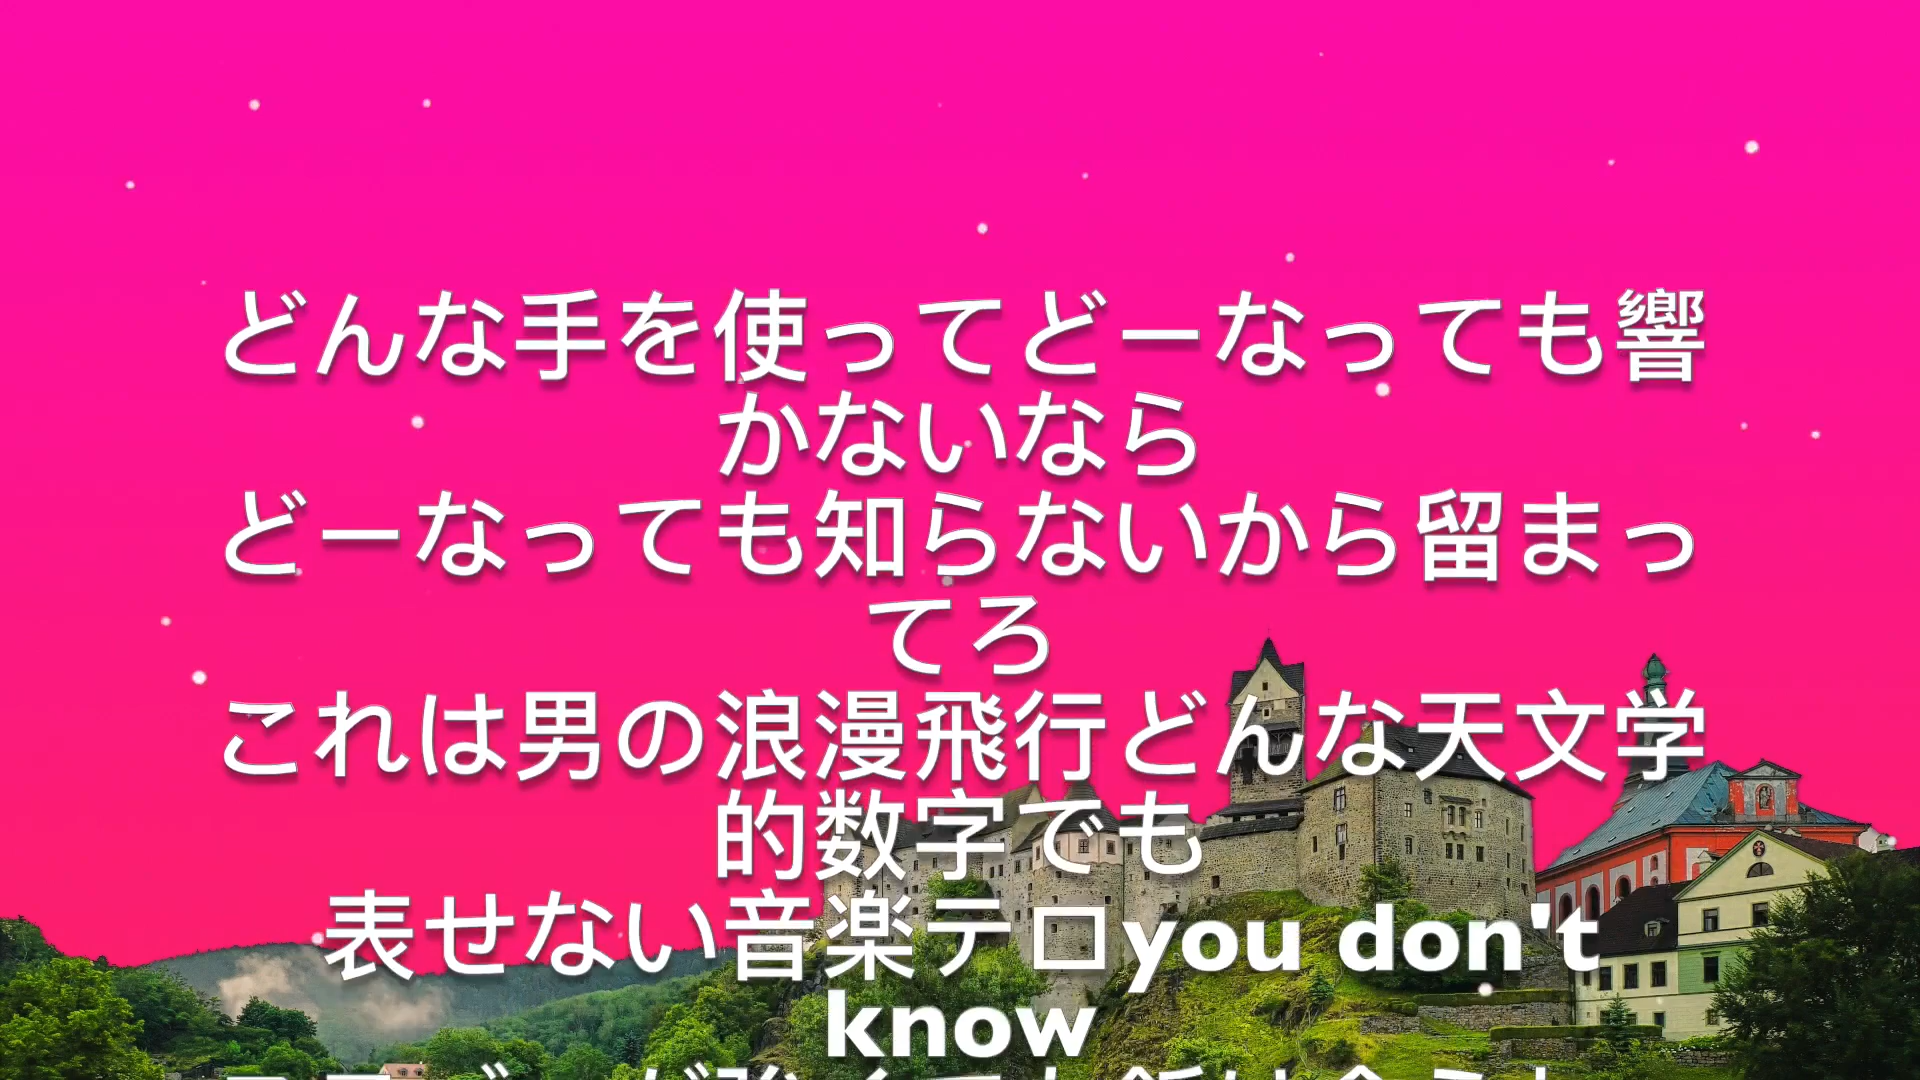 どんな手を使ってどーなっても響
かないなら
どーなっても知らないから留まっ
てろ
これは男の浪漫飛行どんな天文学
的数字でも
表せない音楽テロyou don't
know